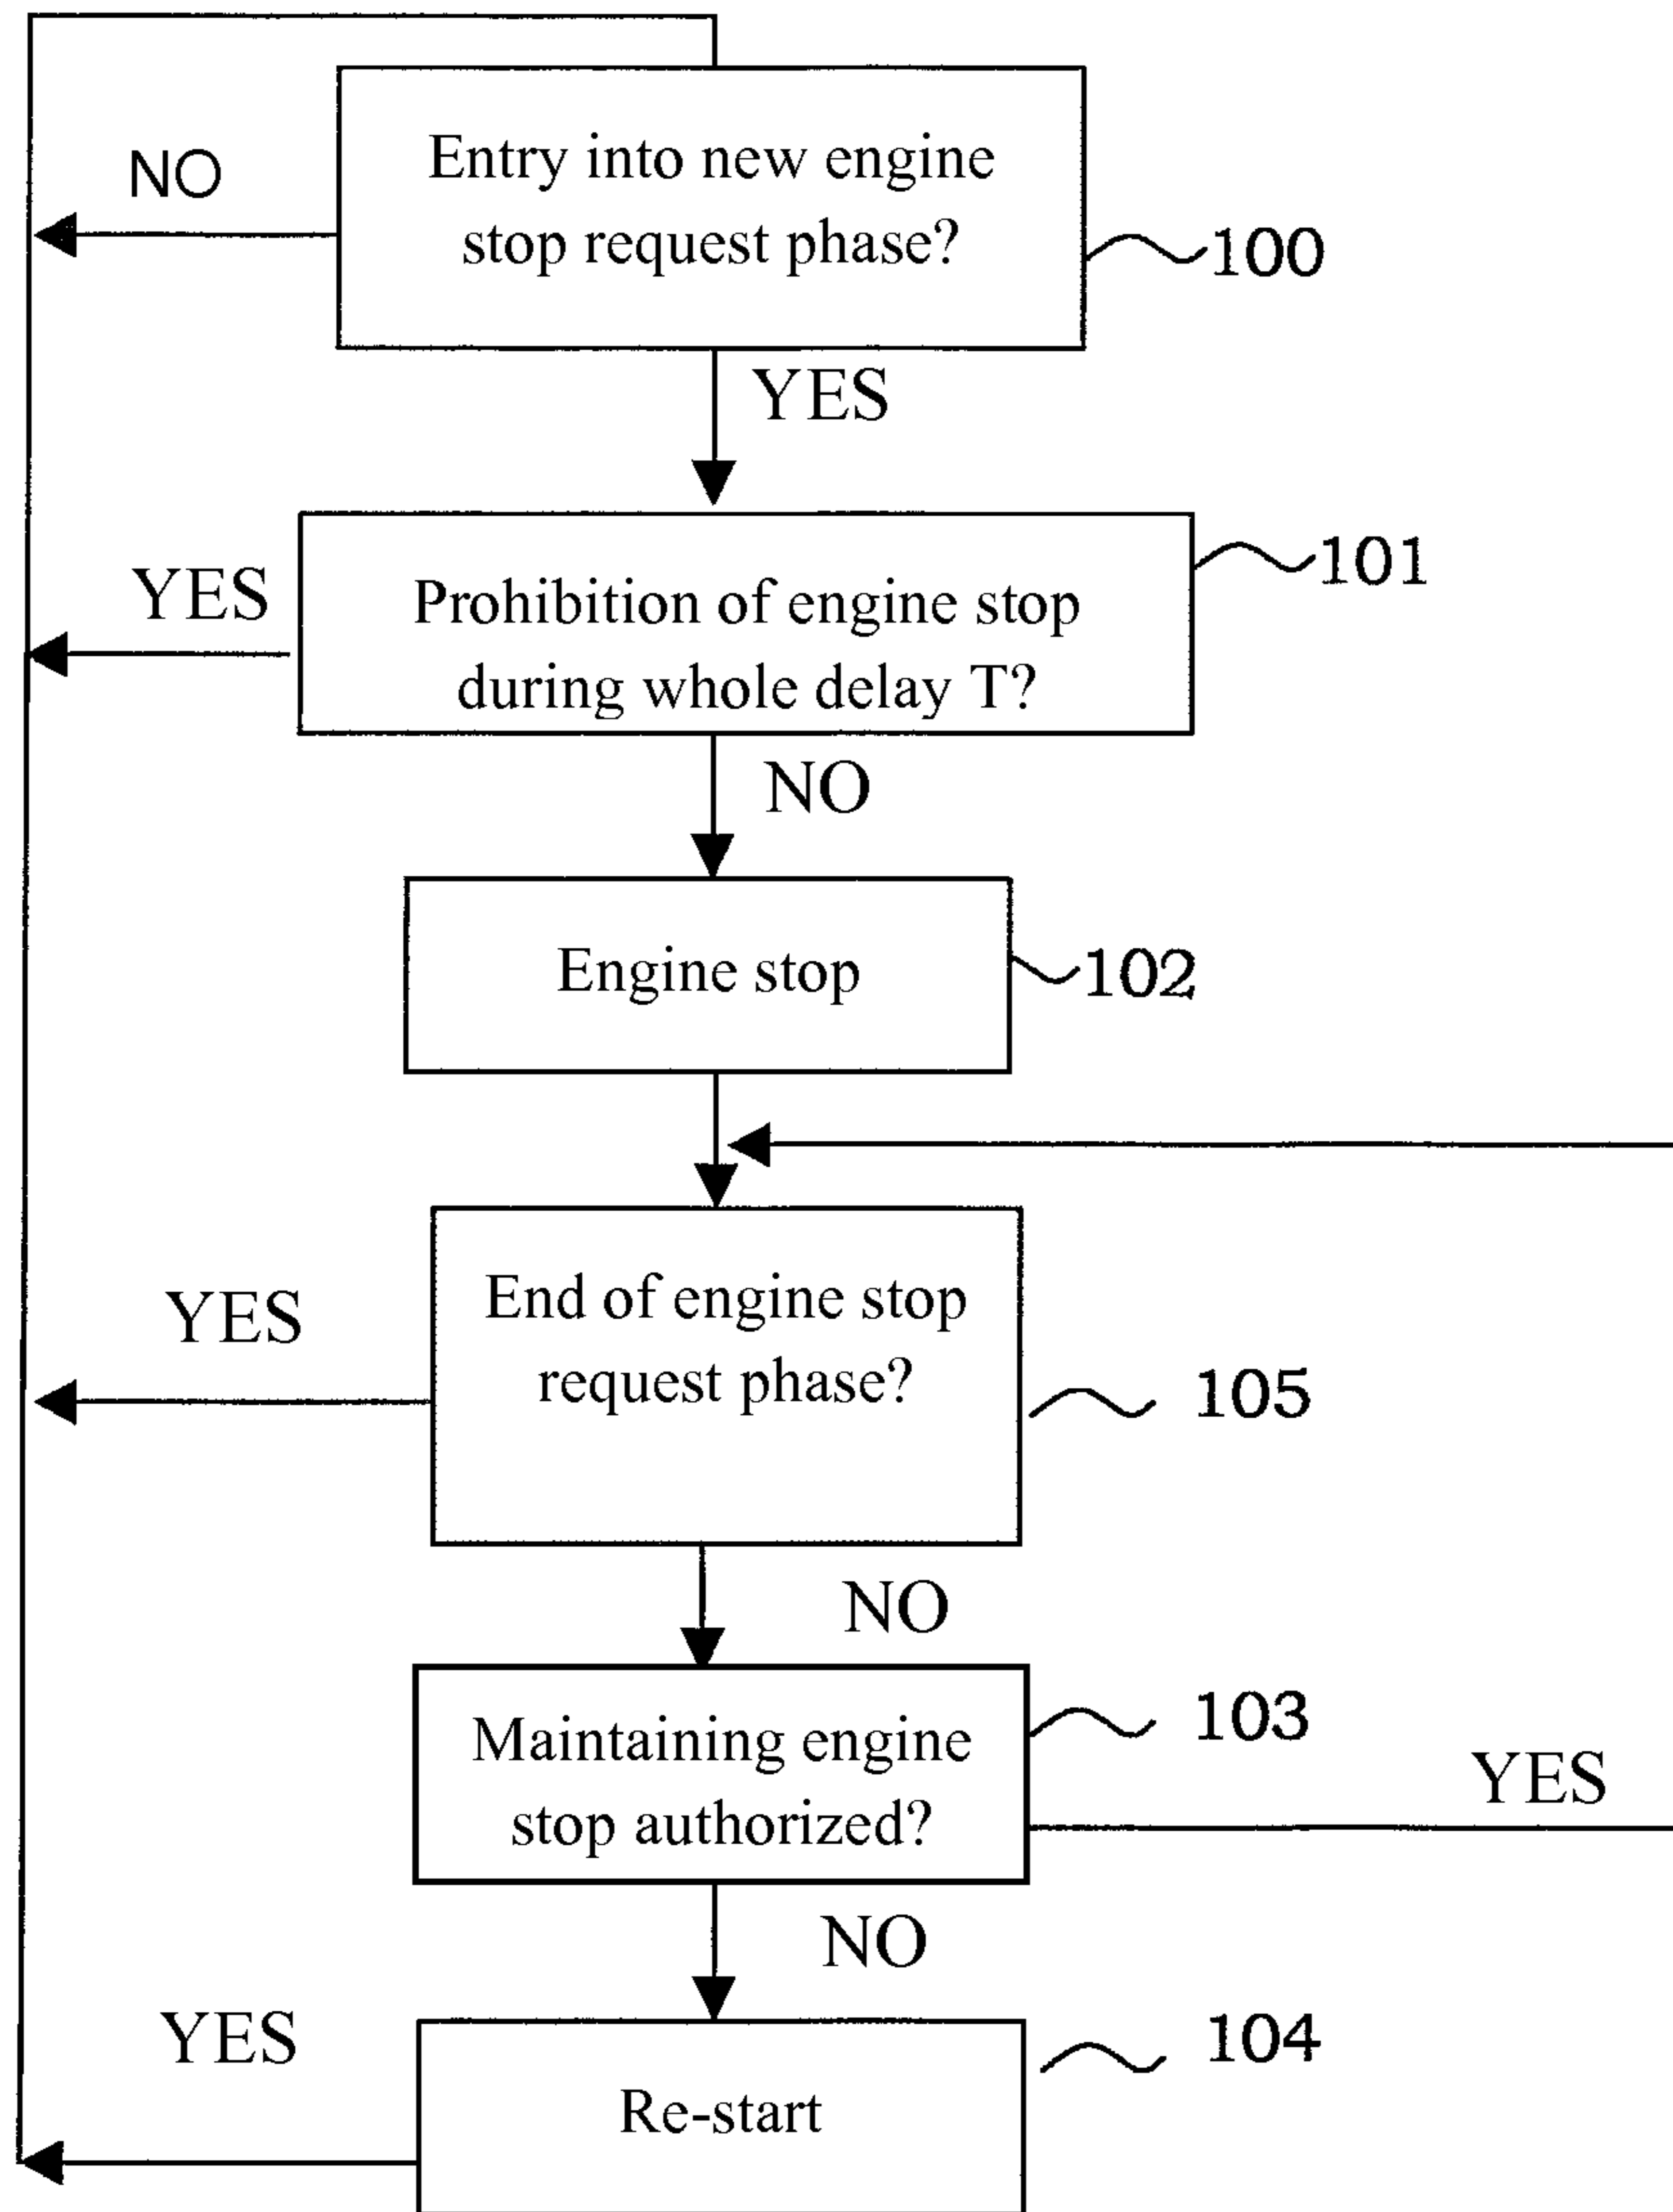 NO
Entry into new engine
stop request phase?
100
YES
YES
Prohibition of engine stop
during whole delay T?
101
NO
Engine stop
102
YES
End of engine stop
request phase?
105
NO
Maintaining engine
stop authorized?
103
YES
NO
YES
Re-start
104